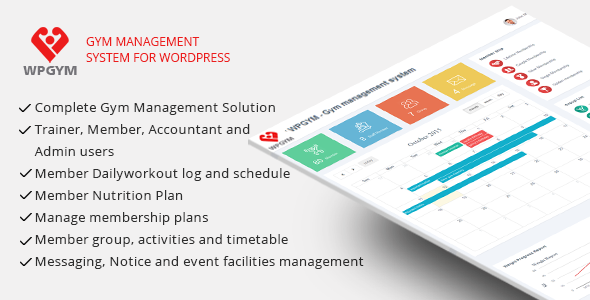 WPGYM
GYM MANAGEMENT
SYSTEM FOR WORDPRESS
Complete Gym Management Solution
Trainer, Member, Accountant and
Admin users
Member Dailyworkout log and schedule
Member Nutrition Plan
Manage membership plans
Member group, activities and timetable
Messaging, Notice and event facilities management
WPGYM - Gym management system
WPGYM
October 2015